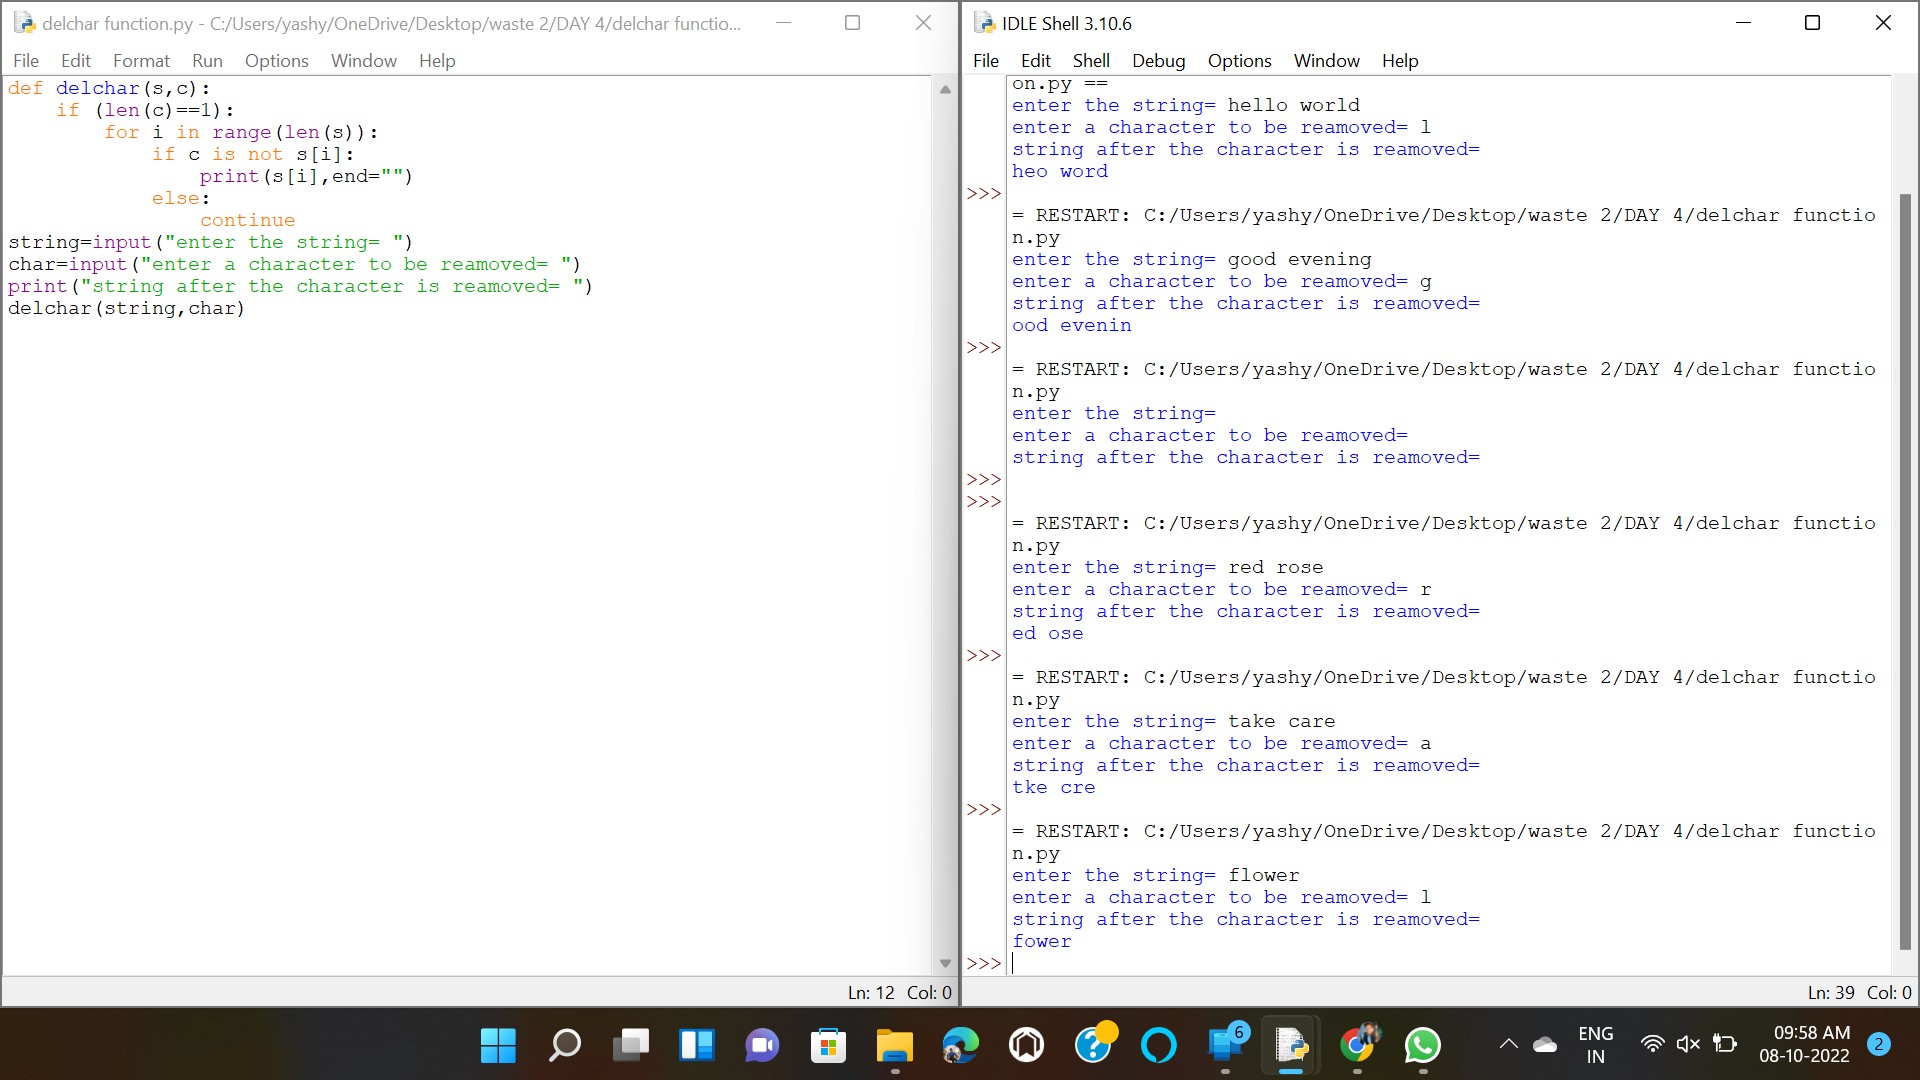 delchar function.py - C:/Users/yashy/OneDrive/Desktop/waste 2/DAY 4/delchar functio...
File Edit Format Run Options Window Help
def delchar(s,c):
    if (len(c)==1):
        for i in range(len(s)):
            if c is not s[i]:
                print(s[i],end="")
            else:
                continue
string=input("enter the string= ")
char=input("enter a character to be reamoved= ")
print("string after the character is reamoved= ")
delchar(string,char)
Ln: 12 Col: 0
IDLE Shell 3.10.6
File Edit Shell Debug Options Window Help
on.py ==
enter the string= hello world
enter a character to be reamoved= l
string after the character is reamoved=
heo word
>>>
= RESTART: C:/Users/yashy/OneDrive/Desktop/waste 2/DAY 4/delchar functio
n.py
enter the string= good evening
enter a character to be reamoved= g
string after the character is reamoved=
ood evenin
>>>
= RESTART: C:/Users/yashy/OneDrive/Desktop/waste 2/DAY 4/delchar functio
n.py
enter the string=
enter a character to be reamoved=
string after the character is reamoved=
>>>
>>>
= RESTART: C:/Users/yashy/OneDrive/Desktop/waste 2/DAY 4/delchar functio
n.py
enter the string= red rose
enter a character to be reamoved= r
string after the character is reamoved=
ed ose
>>>
= RESTART: C:/Users/yashy/OneDrive/Desktop/waste 2/DAY 4/delchar functio
n.py
enter the string= take care
enter a character to be reamoved= a
string after the character is reamoved=
tke cre
>>>
= RESTART: C:/Users/yashy/OneDrive/Desktop/waste 2/DAY 4/delchar functio
n.py
enter the string= flower
enter a character to be reamoved= l
string after the character is reamoved=
fower
>>>
Ln: 39 Col: 0
6
ENG
IN
09:58 AM
08-10-2022
2